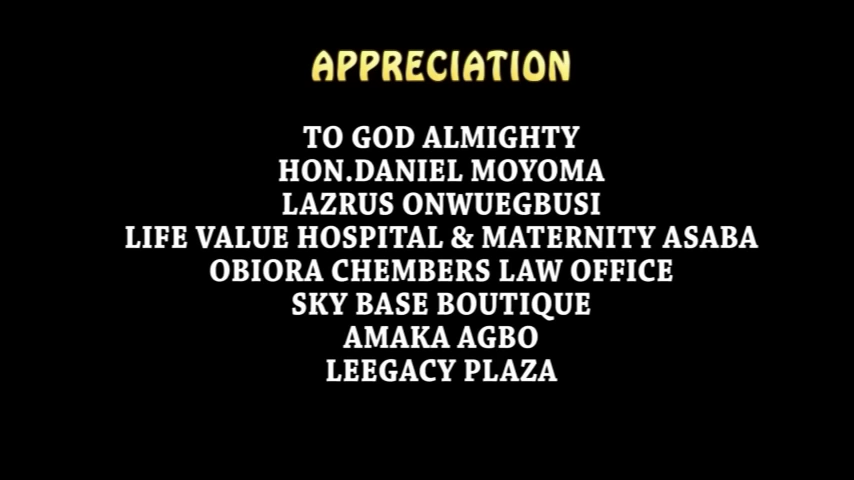 APPRECIATION
TO GOD ALMIGHTY
HON.DANIEL MOYOMA
LAZRUS ONWUEGBUSI
LIFE VALUE HOSPITAL & MATERNITY ASABA
OBIORA CHEMBERS LAW OFFICE
SKY BASE BOUTIQUE
AMAKA AGBO
LEEGACY PLAZA